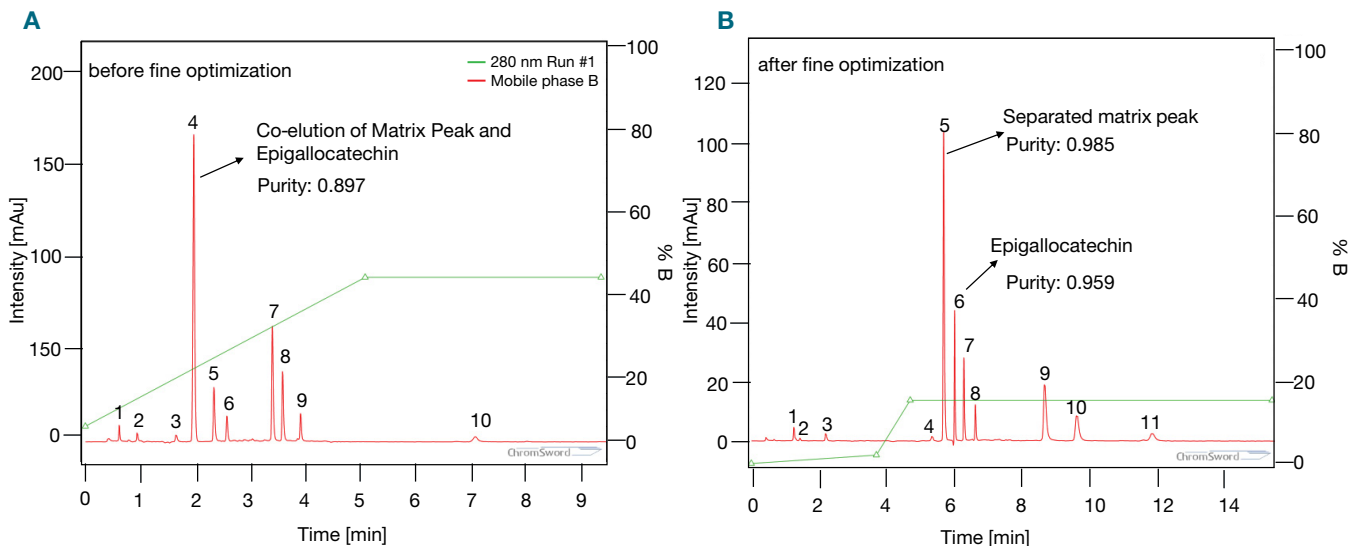 A
before fine optimization
280 nm Run #1
Mobile phase B
Co-elution of Matrix Peak and
Epigallocatechin
Purity: 0.897
Intensity [mAu]
200
150
100
150
0
100
80
60
40
20
0
% B
1
2
3
4
5
6
7
8
9
10
ChromSword
0 1 2 3 4 5 6 7 8 9
Time [min]
B
after fine optimization
Separated matrix peak
Purity: 0.985
Epigallocatechin
Purity: 0.959
Intensity [mAu]
120
100
80
60
40
20
0
100
80
60
40
20
0
% B
1
2
3
4
5
6
7
8
9
10
11
ChromSword
0 2 4 6 8 10 12 14
Time [min]